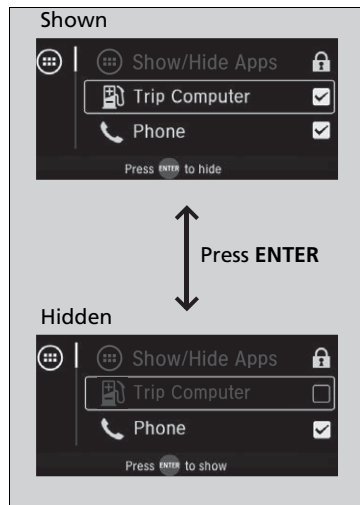 Shown
Show/Hide Apps
Trip Computer
Phone
Press ENTER to hide
Press ENTER
Hidden
Show/Hide Apps
Trip Computer
Phone
Press ENTER to show